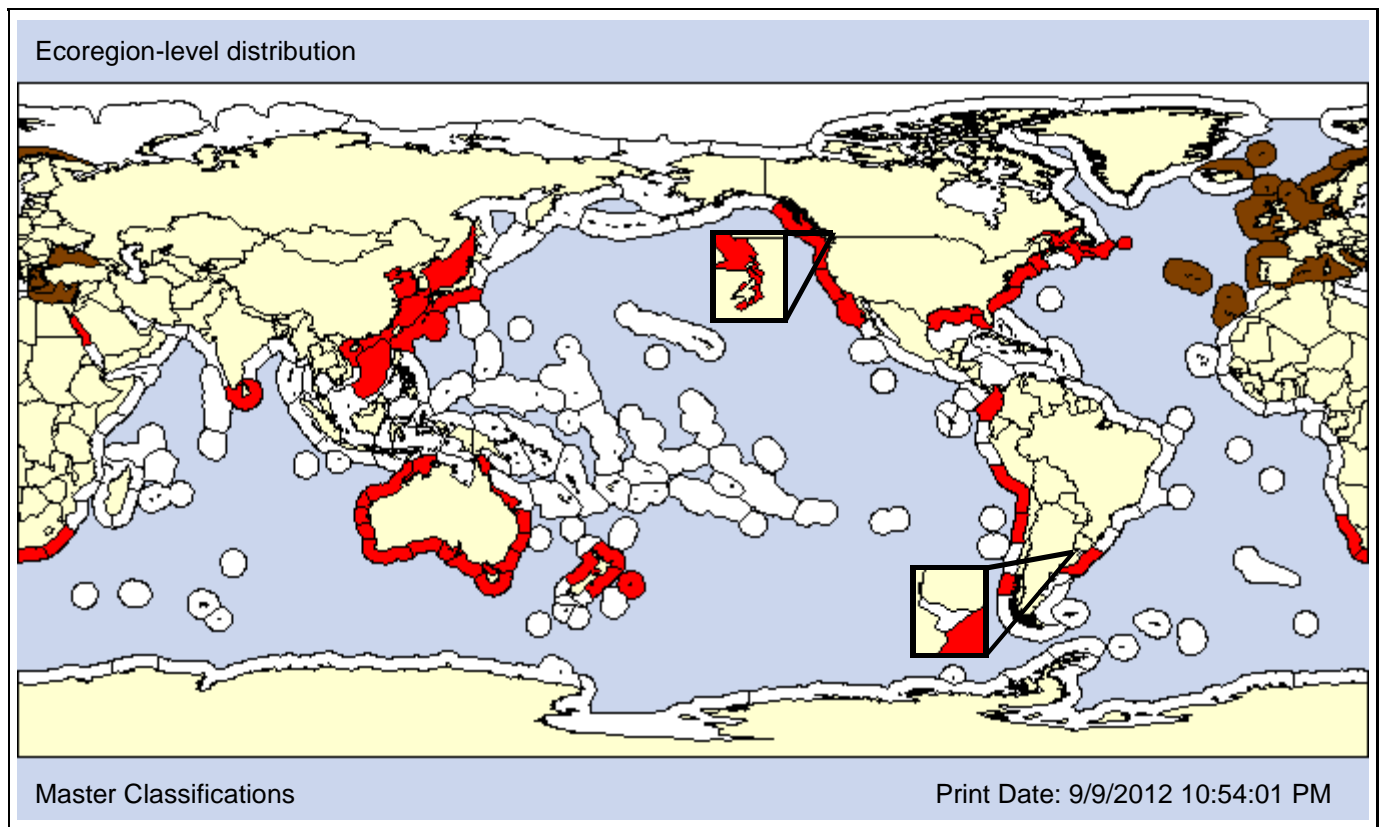 Ecoregion-level distribution
Master Classifications
Print Date: 9/9/2012 10:54:01 PM